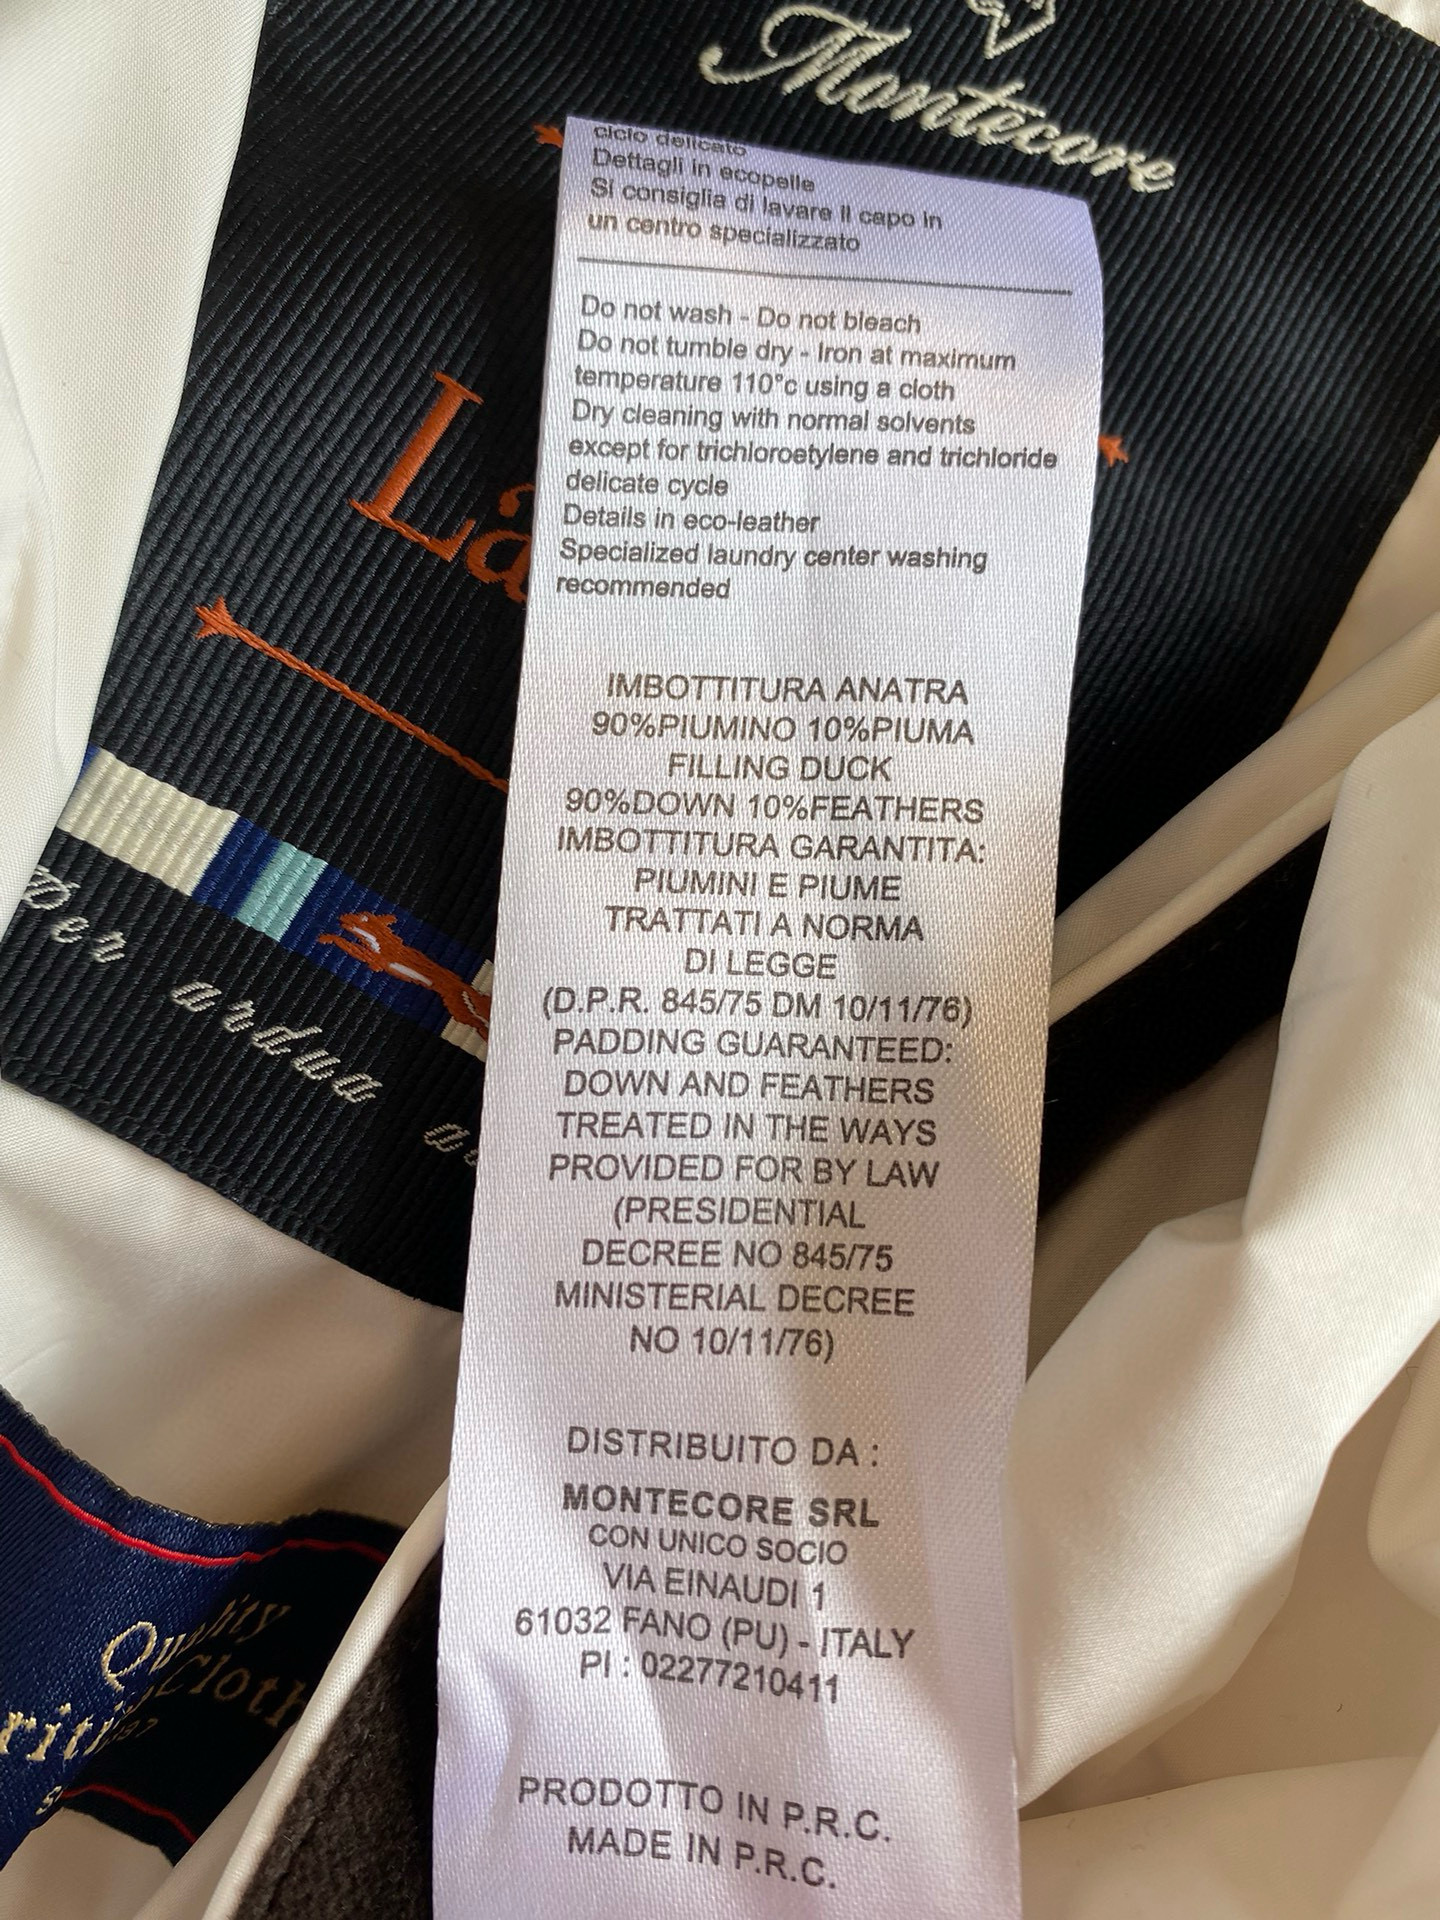 Montecore
ciclo delicato
Dettagli in ecopelle
Si consiglia di lavare il capo in
un centro specializzato
Do not wash - Do not bleach
Do not tumble dry - Iron at maximum
temperature 110°c using a cloth
Dry cleaning with normal solvents
except for trichloroetylene and trichloride
delicate cycle
Details in eco-leather
Specialized laundry center washing
recommended
IMBOTTITURA ANATRA
90%PIUMINO 10%PIUMA
FILLING DUCK
90%DOWN 10%FEATHERS
IMBOTTITURA GARANTITA:
PIUMINI E PIUME
TRATTATI A NORMA
DI LEGGE
(D.P.R. 845/75 DM 10/11/76)
PADDING GUARANTEED:
DOWN AND FEATHERS
TREATED IN THE WAYS
PROVIDED FOR BY LAW
(PRESIDENTIAL
DECREE NO 845/75
MINISTERIAL DECREE
NO 10/11/76)
DISTRIBUITO DA :
MONTECORE SRL
CON UNICO SOCIO
VIA EINAUDI 1
61032 FANO (PU) - ITALY
PI : 02277210411
PRODOTTO IN P.R.C.
MADE IN P.R.C.
La
Per ardua
Quality
Cloth